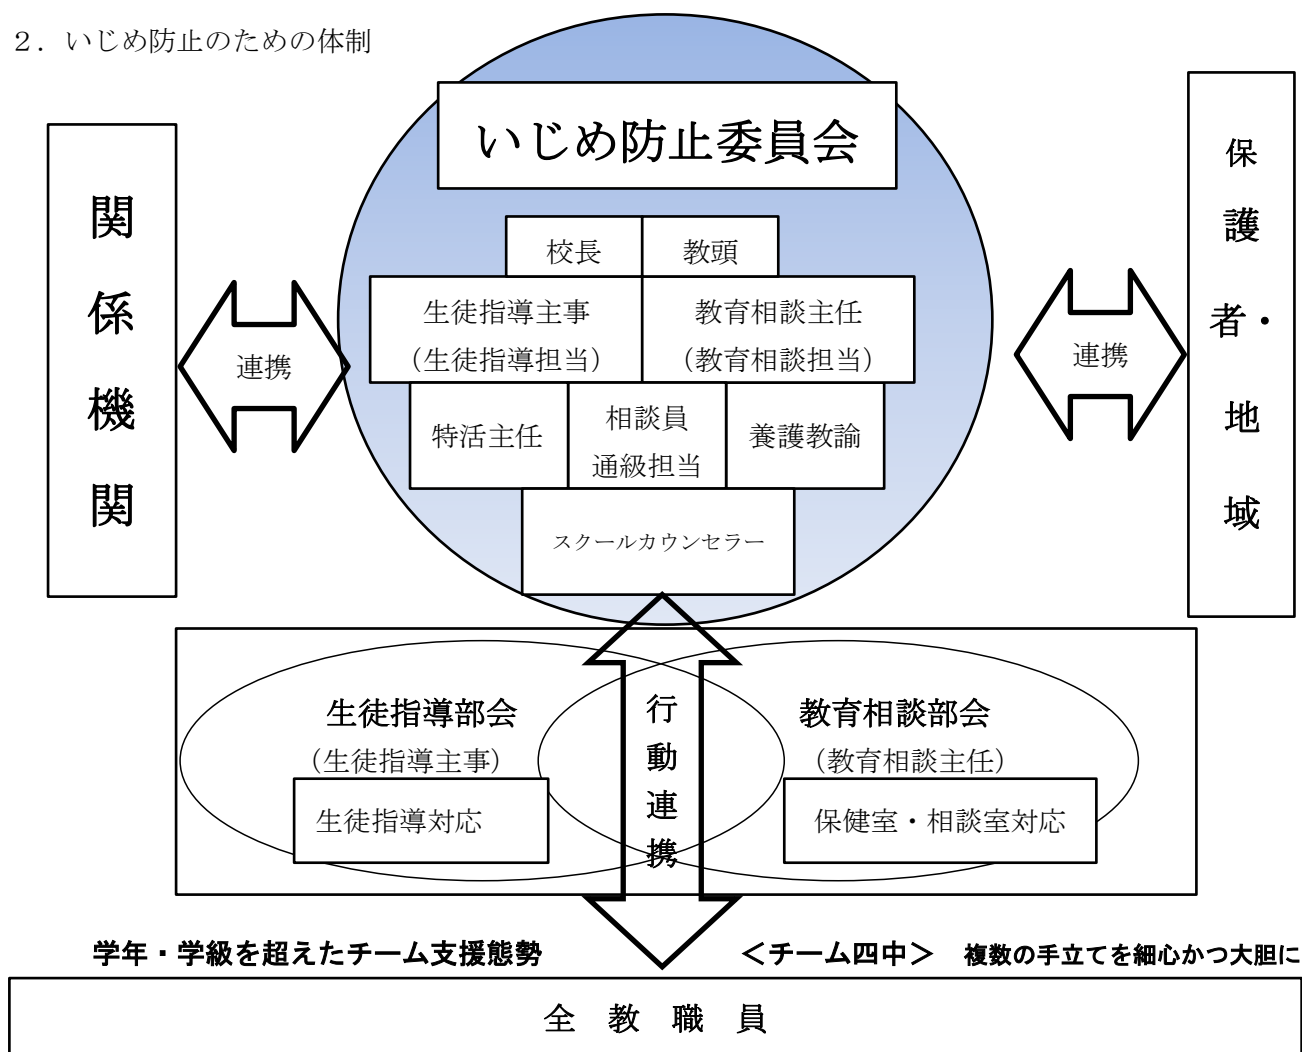 ２．いじめ防止のための体制
いじめ防止委員会
関係機関
連携
校長
教頭
生徒指導主事
（生徒指導担当）
教育相談主任
（教育相談担当）
特活主任
相談員
通級担当
養護教諭
スクールカウンセラー
連携
保護者・地域
生徒指導部会
（生徒指導主事）
生徒指導対応
行動連携
教育相談部会
（教育相談主任）
保健室・相談室対応
学年・学級を超えたチーム支援態勢
＜チーム四中＞ 複数の手立てを細心かつ大胆に
全教職員